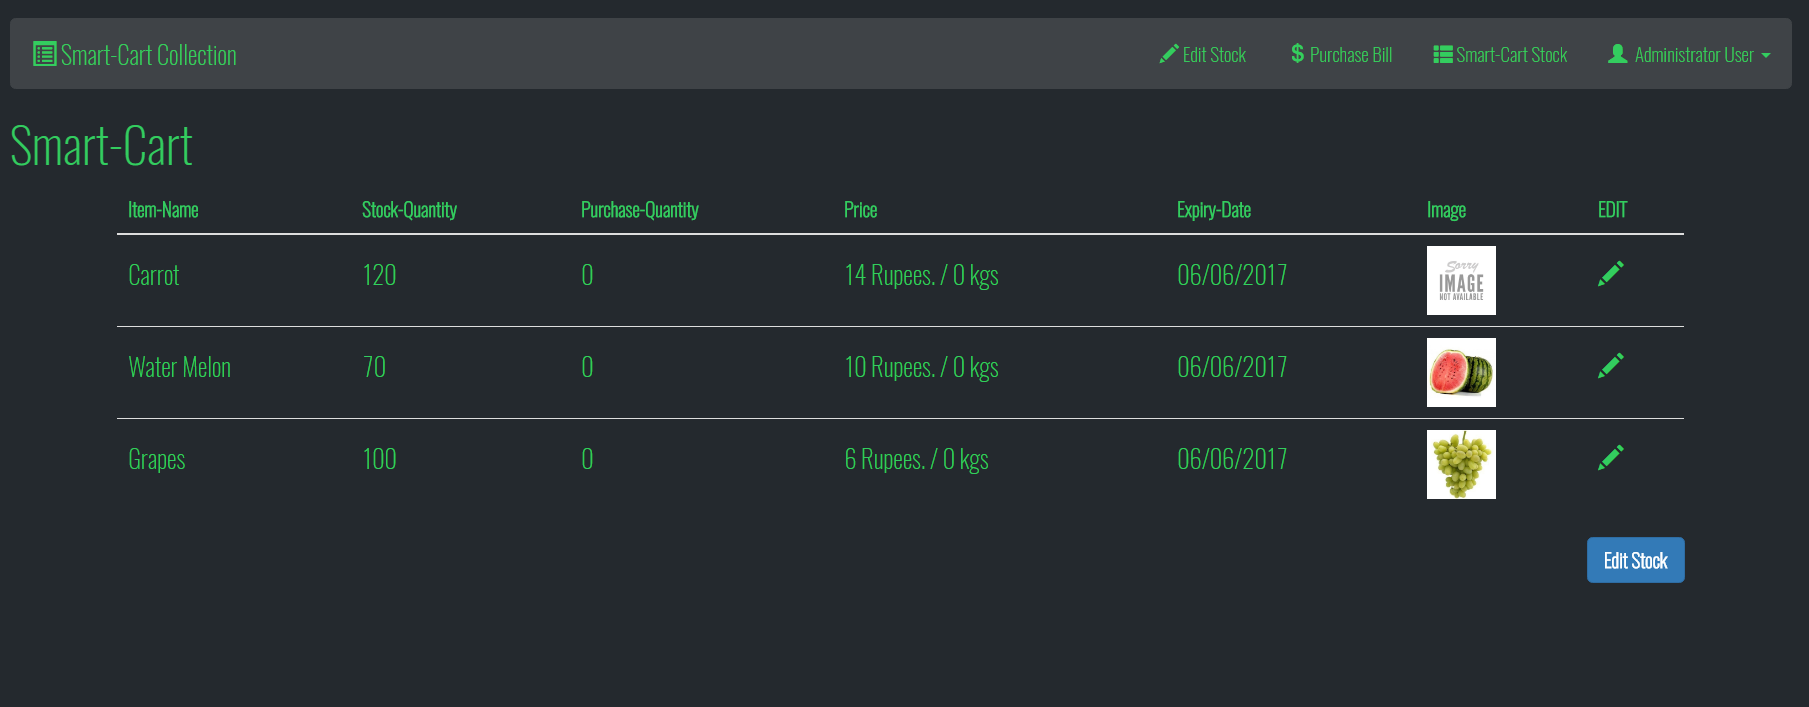 Smart-Cart Collection Edit Stock $ Purchase Bill Smart-Cart Stock Administrator User
Smart-Cart
Item-Name Stock-Quantity Purchase-Quantity Price Expiry-Date Image EDIT
Carrot 120 0 14 Rupees. / 0 kgs 06/06/2017
Sorry
IMAGE
NOT AVAILABLE
Water Melon 70 0 10 Rupees. / 0 kgs 06/06/2017
Grapes 100 0 6 Rupees. / 0 kgs 06/06/2017
Edit Stock